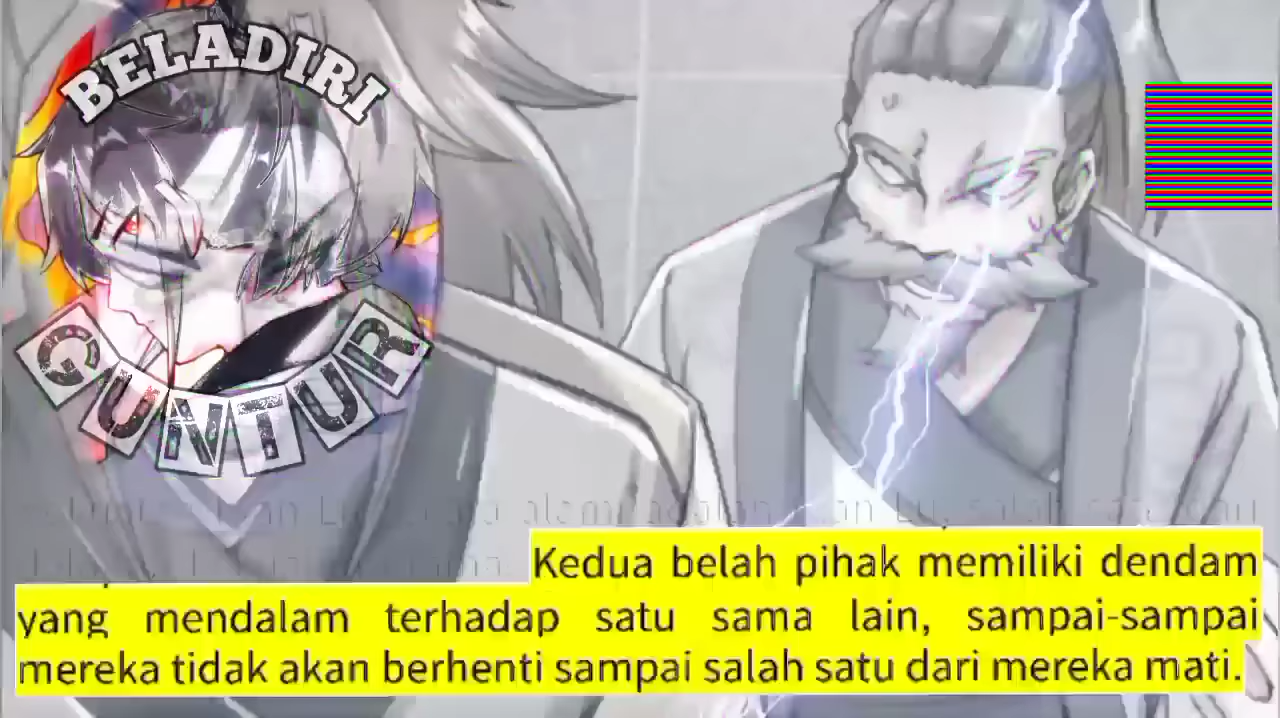 BELADIRI
GUNTUR
Kedua belah pihak memiliki dendam
yang mendalam terhadap satu sama lain, sampai-sampai
mereka tidak akan berhenti sampai salah satu dari mereka mati.